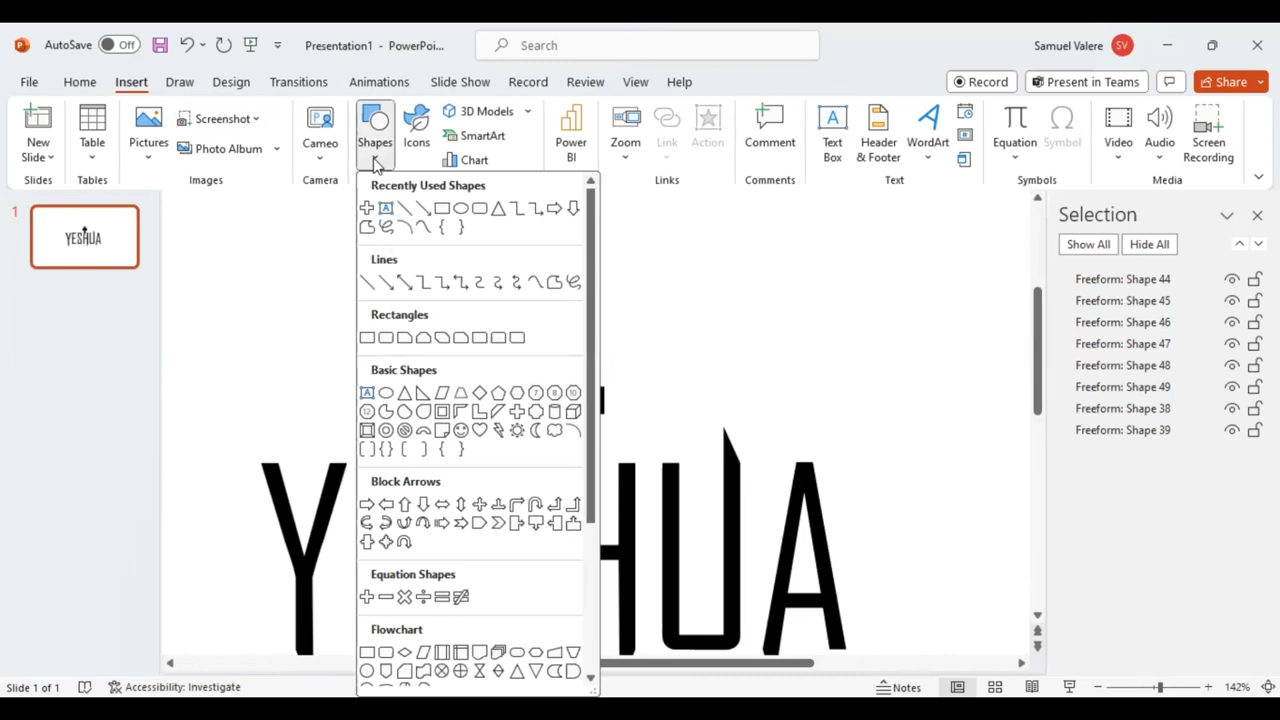 AutoSave Off Presentation1 - PowerPoi... Search Samuel Valere SV
File Home Insert Draw Design Transitions Animations Slide Show Record Review View Help Record Present in Teams Share
New Slide
Slides
Table
Tables
Pictures
Screenshot
Photo Album
Images
Cameo
Camera
Shapes
Icons
3D Models
SmartArt
Chart
Power BI
Zoom
Link
Action
Links
Comment
Comments
A
Text Box
Header & Footer
A
WordArt
Text
Equation
Symbol
Symbols
Video
Audio
Screen Recording
Media
1
YESHUA
Recently Used Shapes
Lines
Rectangles
Basic Shapes
Block Arrows
Equation Shapes
Flowchart
Y HUA
Selection
Show All Hide All
Freeform: Shape 44
Freeform: Shape 45
Freeform: Shape 46
Freeform: Shape 47
Freeform: Shape 48
Freeform: Shape 49
Freeform: Shape 38
Freeform: Shape 39
Slide 1 of 1 Accessibility: Investigate Notes 142%